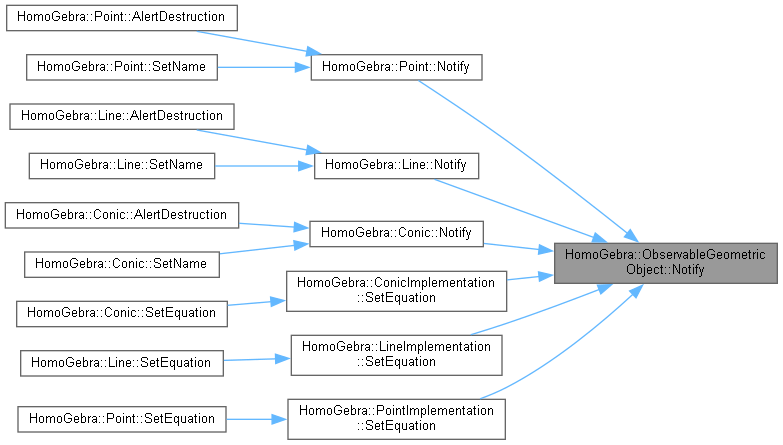 HomoGebra::Point::AlertDestruction
HomoGebra::Point::SetName
HomoGebra::Point::Notify
HomoGebra::Line::AlertDestruction
HomoGebra::Line::SetName
HomoGebra::Line::Notify
HomoGebra::Conic::AlertDestruction
HomoGebra::Conic::SetName
HomoGebra::Conic::Notify
HomoGebra::ObservableGeometric
Object::Notify
HomoGebra::ConicImplementation
::SetEquation
HomoGebra::Conic::SetEquation
HomoGebra::LineImplementation
::SetEquation
HomoGebra::Line::SetEquation
HomoGebra::PointImplementation
::SetEquation
HomoGebra::Point::SetEquation